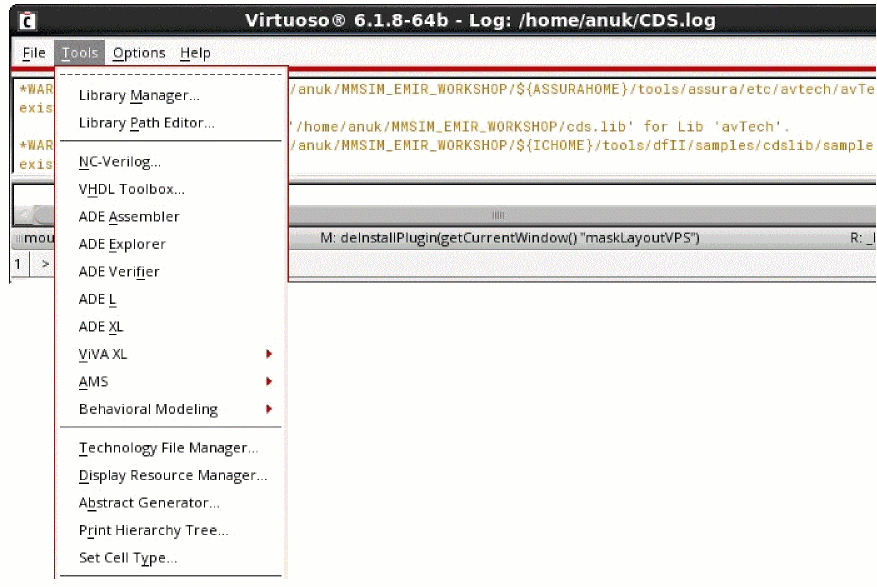 Virtuoso® 6.1.8-64b - Log: /home/anuk/CDS.log
File Tools Options Help
*WAR /anuk/MMSIM_EMIR_WORKSHOP/${ASSURAHOME}/tools/assura/etc/avtech/avTe
exis
'/home/anuk/MMSIM_EMIR_WORKSHOP/cds.lib' for Lib 'avTech'.
*WAR /anuk/MMSIM_EMIR_WORKSHOP/${ICHOME}/tools/dfII/samples/cdslib/sample
exis
mou M: deInstallPlugin(getCurrentWindow() "maskLayoutVPS") R: _l
1 >
Library Manager...
Library Path Editor...
NC-Verilog...
VHDL Toolbox...
ADE Assembler
ADE Explorer
ADE Verifier
ADE L
ADE XL
ViVA XL
AMS
Behavioral Modeling
Technology File Manager...
Display Resource Manager...
Abstract Generator...
Print Hierarchy Tree...
Set Cell Type...